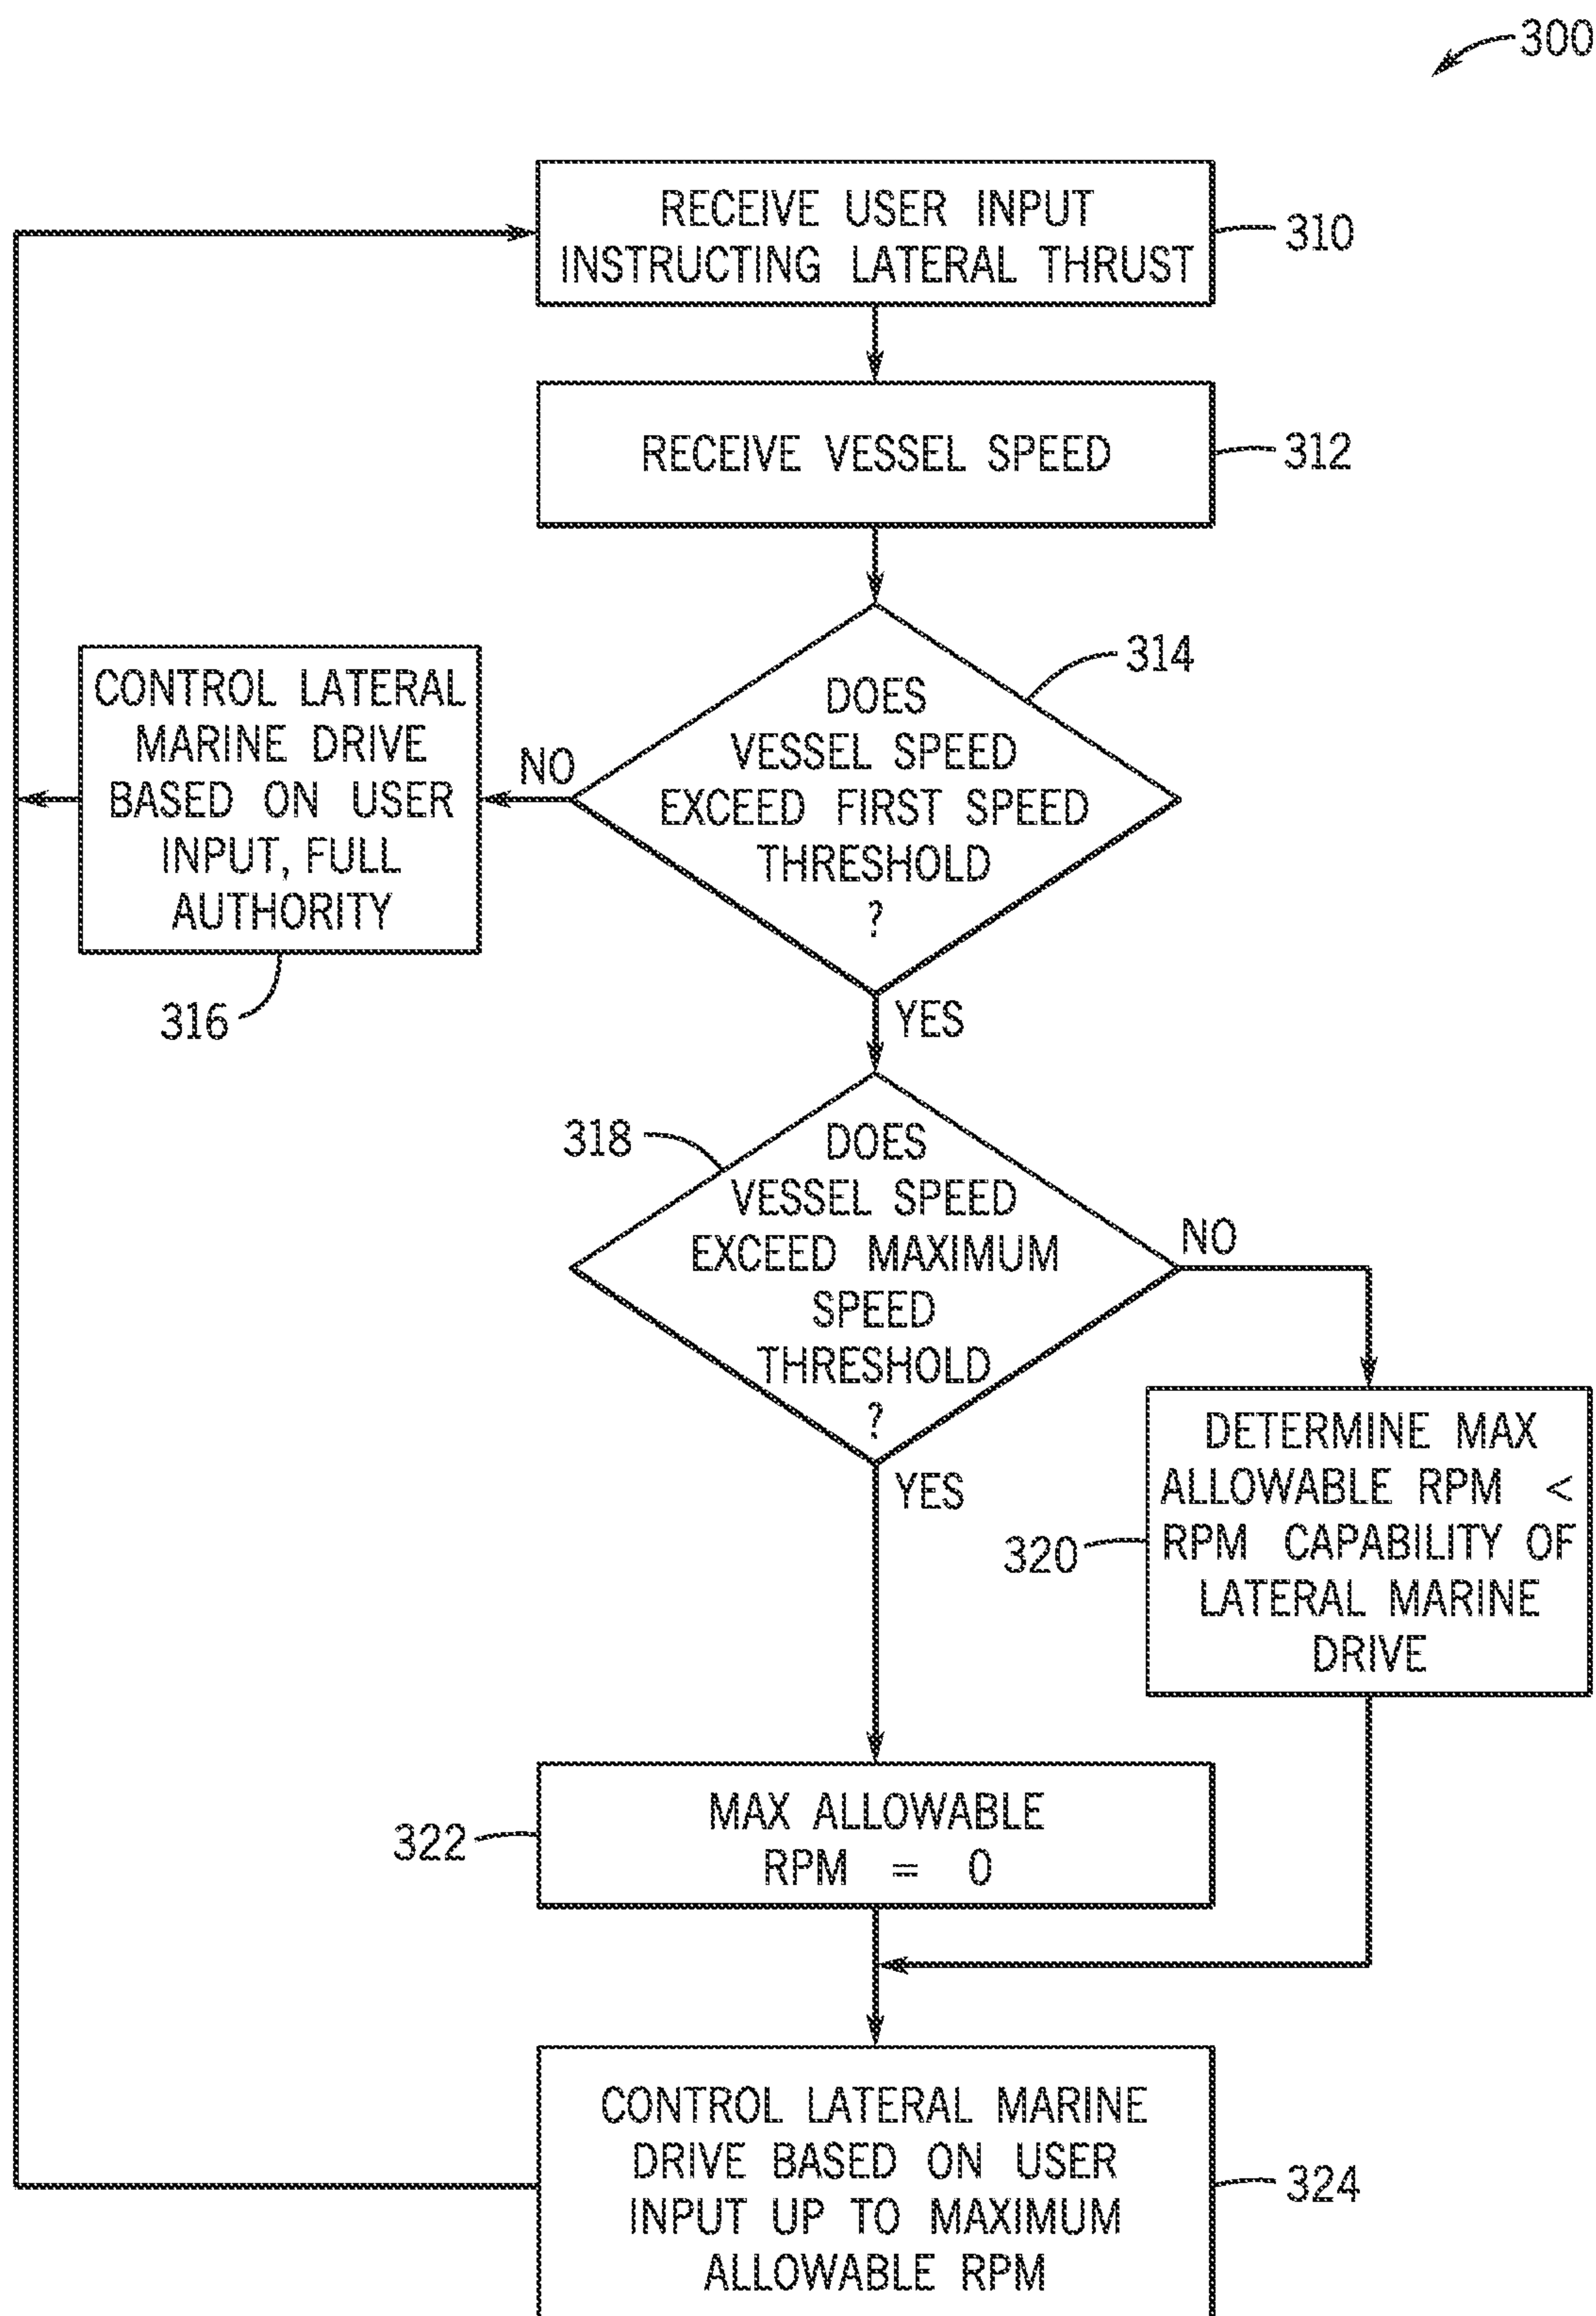 300
RECEIVE USER INPUT
INSTRUCTING LATERAL THRUST
310
RECEIVE VESSEL SPEED
312
314
DOES
VESSEL SPEED
EXCEED FIRST SPEED
THRESHOLD
?
NO
CONTROL LATERAL
MARINE DRIVE
BASED ON USER
INPUT, FULL
AUTHORITY
316
YES
318
DOES
VESSEL SPEED
EXCEED MAXIMUM
SPEED
THRESHOLD
?
NO
YES
DETERMINE MAX
ALLOWABLE RPM <
RPM CAPABILITY OF
LATERAL MARINE
DRIVE
320
MAX ALLOWABLE
RPM = 0
322
CONTROL LATERAL MARINE
DRIVE BASED ON USER
INPUT UP TO MAXIMUM
ALLOWABLE RPM
324